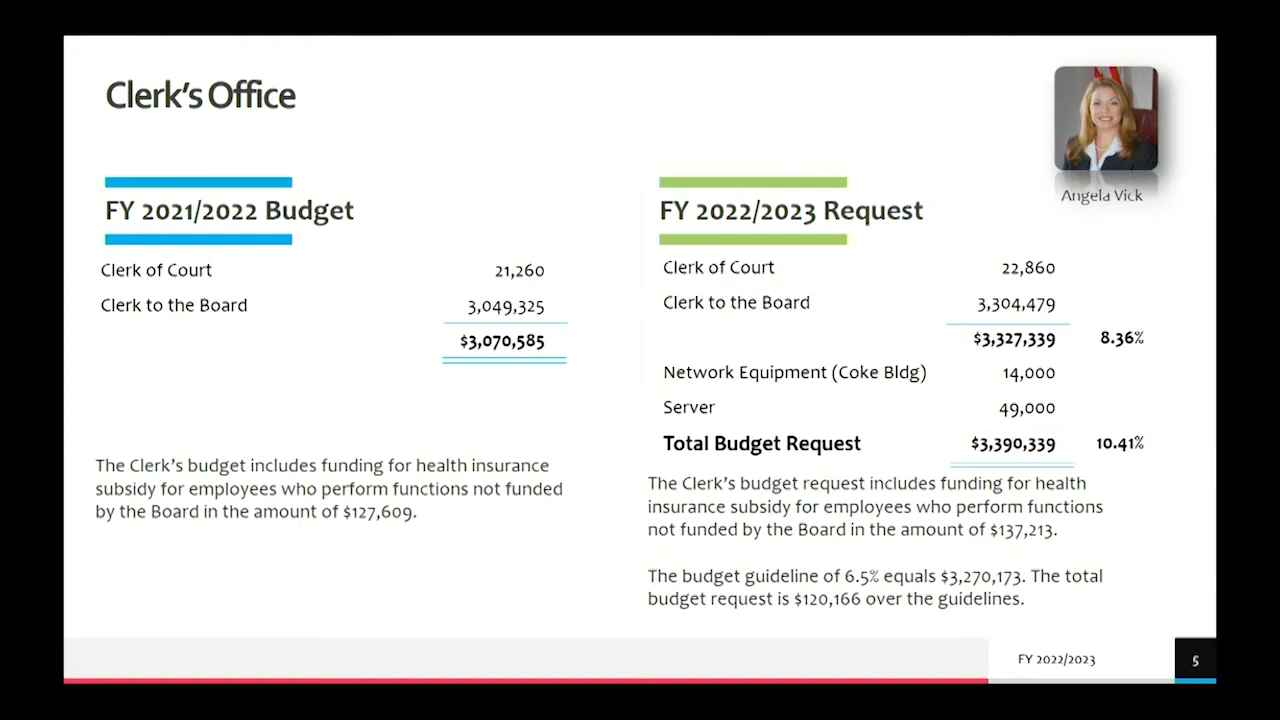 Clerk's Office
Angela Vick
FY 2021/2022 Budget
Clerk of Court 21,260
Clerk to the Board 3,049,325
$3,070,585
The Clerk's budget includes funding for health insurance
subsidy for employees who perform functions not funded
by the Board in the amount of $127,609.
FY 2022/2023 Request
Clerk of Court 22,860
Clerk to the Board 3,304,479
$3,327,339 8.36%
Network Equipment (Coke Bldg) 14,000
Server 49,000
Total Budget Request $3,390,339 10.41%
The Clerk's budget request includes funding for health
insurance subsidy for employees who perform functions
not funded by the Board in the amount of $137,213.
The budget guideline of 6.5% equals $3,270,173. The total
budget request is $120,166 over the guidelines.
FY 2022/2023 5